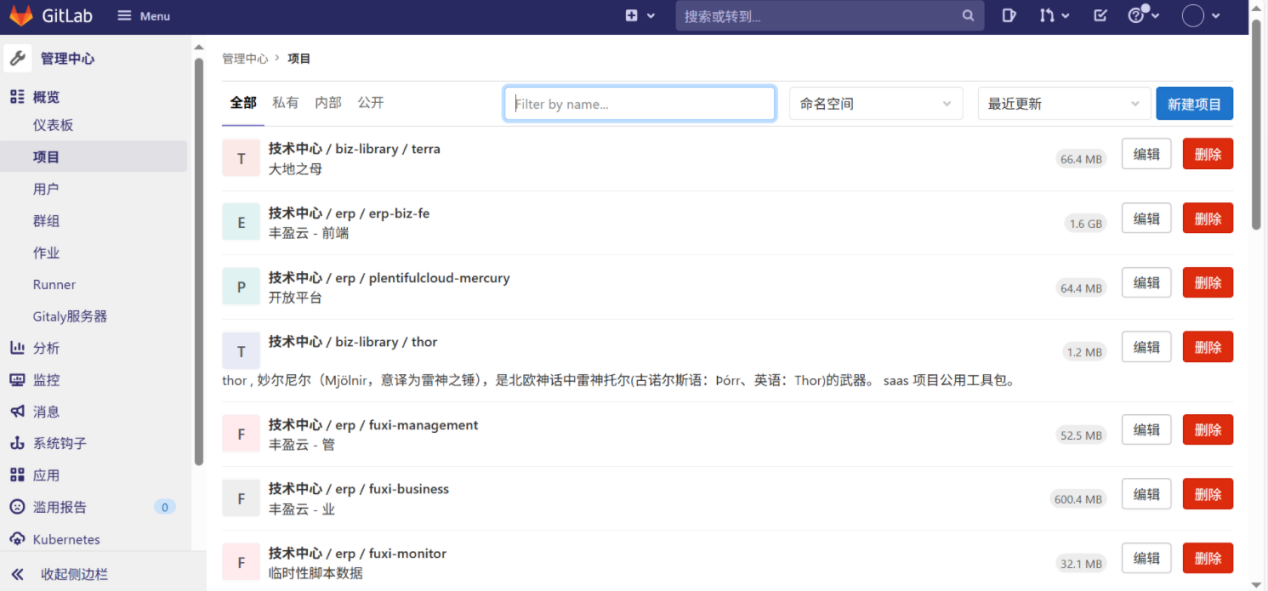 GitLab
Menu
搜索或转到...
管理中心
概览
仪表板
项目
用户
群组
作业
Runner
Gitaly服务器
分析
监控
消息
系统钩子
应用
滥用报告 0
Kubernetes
收起侧边栏
管理中心 › 项目
全部 私有 内部 公开
Filter by name...
命名空间
最近更新
新建项目
T
技术中心 / biz-library / terra
大地之母
66.4 MB 编辑 删除
E
技术中心 / erp / erp-biz-fe
丰盈云 - 前端
1.6 GB 编辑 删除
P
技术中心 / erp / plentifulcloud-mercury
开放平台
64.4 MB 编辑 删除
T
技术中心 / biz-library / thor
1.2 MB 编辑 删除
thor , 妙尔尼尔（Mjölnir，意译为雷神之锤），是北欧神话中雷神托尔(古诺尔斯语：Þórr、英语：Thor)的武器。 saas 项目公用工具包。
F
技术中心 / erp / fuxi-management
丰盈云 - 管
52.5 MB 编辑 删除
F
技术中心 / erp / fuxi-business
丰盈云 - 业
600.4 MB 编辑 删除
F
技术中心 / erp / fuxi-monitor
临时性脚本数据
32.1 MB 编辑 删除